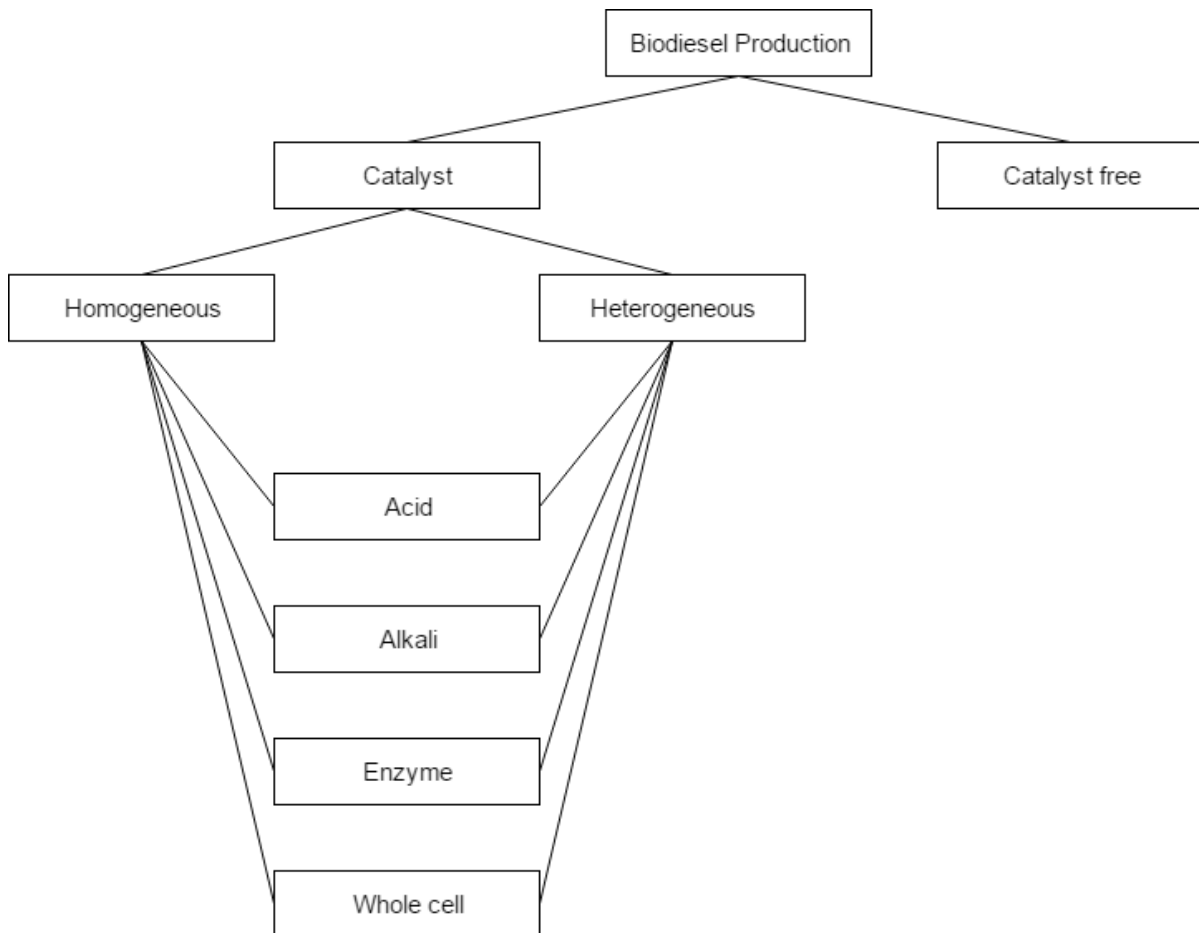 Biodiesel Production
Catalyst
Catalyst free
Homogeneous
Heterogeneous
Acid
Alkali
Enzyme
Whole cell